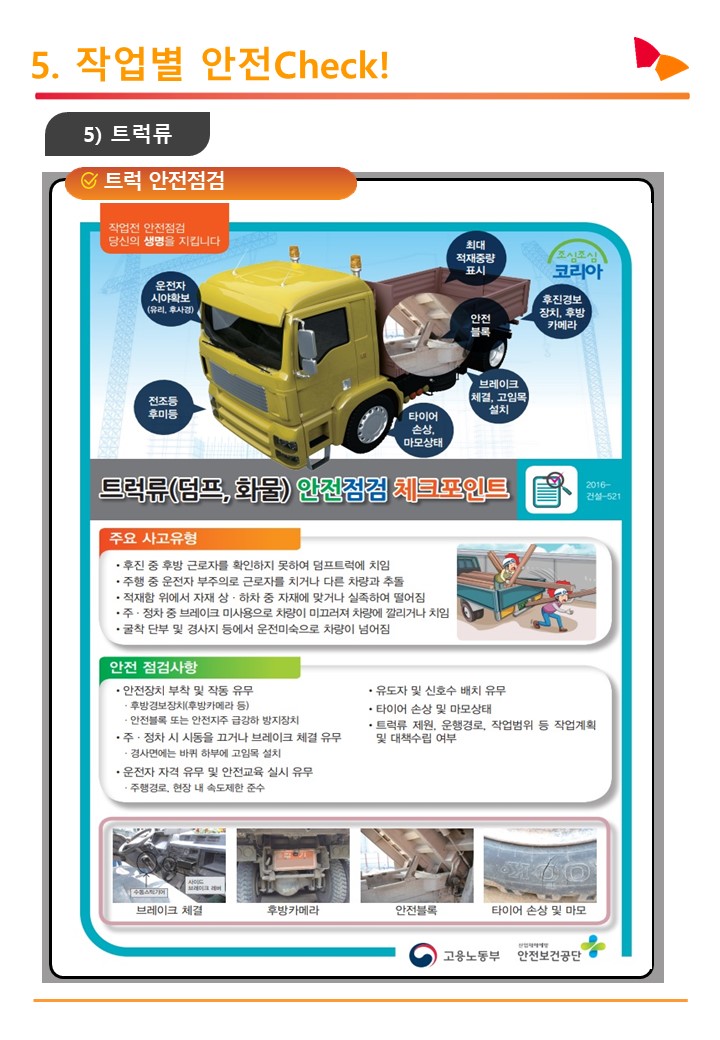 5. 작업별 안전Check!
5) 트럭류
트럭 안전점검
작업전 안전점검
당신의 생명을 지킵니다
조심조심
코리아
최대
적재중량
표시
운전자
시야확보
(유리, 후사경)
안전
블록
후진경보
장치, 후방
카메라
전조등
후미등
브레이크
체결, 고임목
설치
타이어
손상,
마모상태
트럭류(덤프, 화물) 안전점검 체크포인트
2016-
건설-521
주요 사고유형
• 후진 중 후방 근로자를 확인하지 못하여 덤프트럭에 치임
• 주행 중 운전자 부주의로 근로자를 치거나 다른 차량과 추돌
• 적재함 위에서 자재 상 · 하차 중 자재에 맞거나 실족하여 떨어짐
• 주 · 정차 중 브레이크 미사용으로 차량이 미끄러져 차량에 깔리거나 치임
• 굴착 단부 및 경사지 등에서 운전미숙으로 차량이 넘어짐
안전 점검사항
• 안전장치 부착 및 작동 유무
· 후방경보장치(후방카메라 등)
· 안전블록 또는 안전지주 급강하 방지장치
• 주 · 정차 시 시동을 끄거나 브레이크 체결 유무
· 경사면에는 바퀴 하부에 고임목 설치
• 운전자 자격 유무 및 안전교육 실시 유무
· 주행경로, 현장 내 속도제한 준수
• 유도자 및 신호수 배치 유무
• 타이어 손상 및 마모상태
• 트럭류 제원, 운행경로, 작업범위 등 작업계획
및 대책수립 여부
수동스틱기어
사이드
브레이크 레버
브레이크 체결
후방카메라
안전블록
타이어 손상 및 마모
고용노동부
산업재해예방
안전보건공단